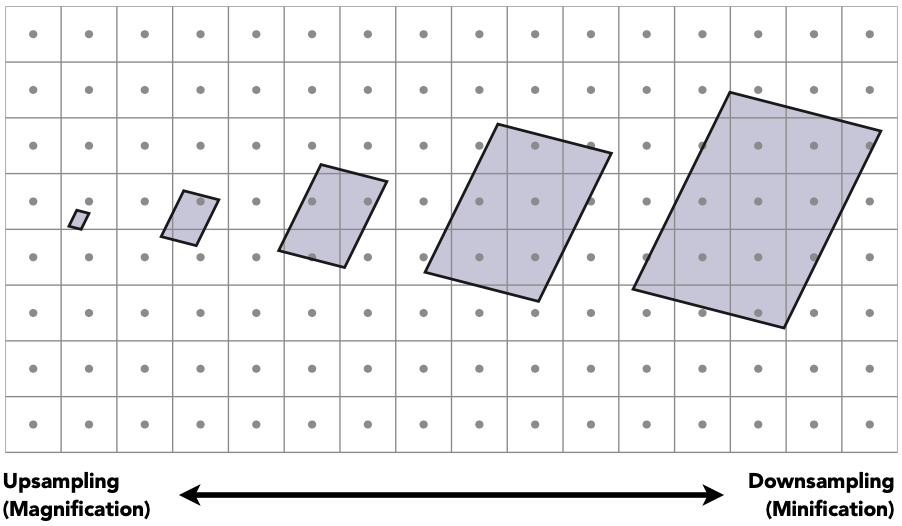 Upsampling
(Magnification)
Downsampling
(Minification)